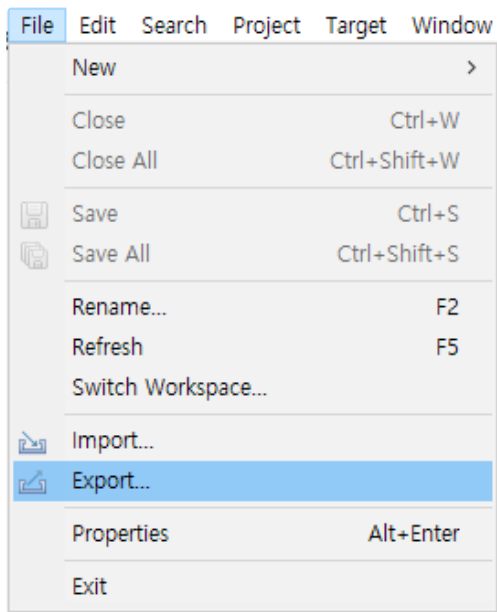 File Edit Search Project Target Window
New >
Close Ctrl+W
Close All Ctrl+Shift+W
Save Ctrl+S
Save All Ctrl+Shift+S
Rename... F2
Refresh F5
Switch Workspace...
Import...
Export...
Properties Alt+Enter
Exit